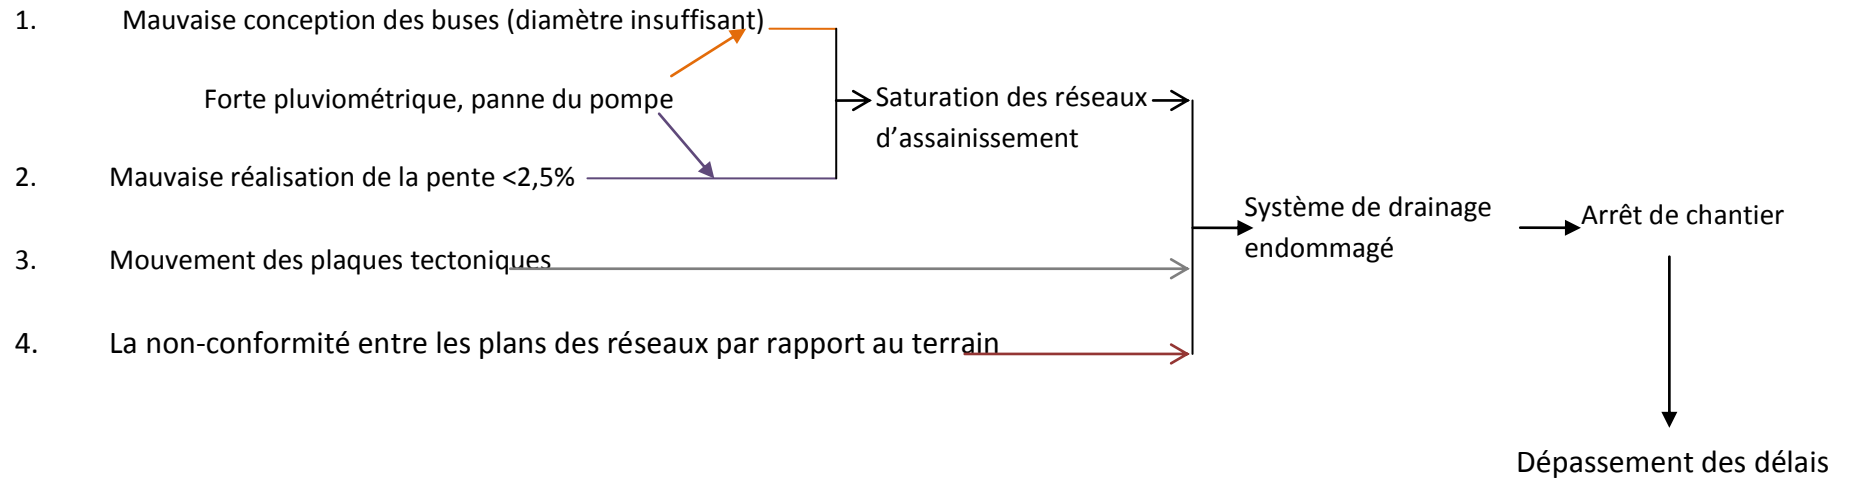 1. Mauvaise conception des buses (diamètre insuffisant)
Forte pluviométrique, panne du pompe
Saturation des réseaux
d’assainissement
2. Mauvaise réalisation de la pente <2,5%
Système de drainage
endommagé
Arrêt de chantier
3. Mouvement des plaques tectoniques
4. La non-conformité entre les plans des réseaux par rapport au terrain
Dépassement des délais